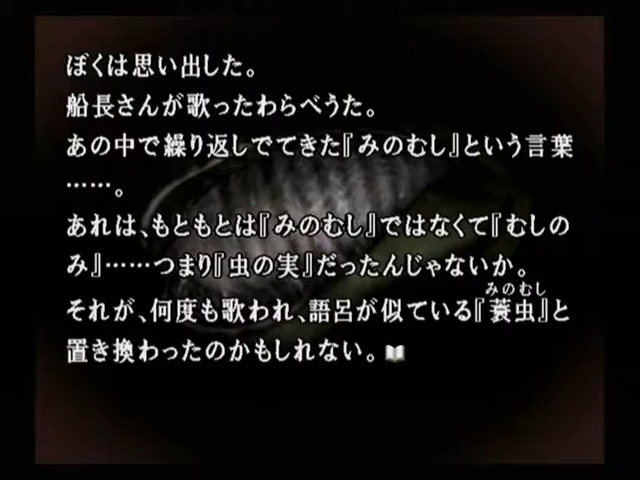 ぼくは思い出した。
船長さんが歌ったわらべうた。
あの中で繰り返しでてきた『みのむし』という言葉
……。
あれは、もともとは『みのむし』ではなくて『むしの
み』……つまり『虫の実』だったんじゃないか。
みのむし
それが、何度も歌われ、語呂が似ている『蓑虫』と
置き換わったのかもしれない。